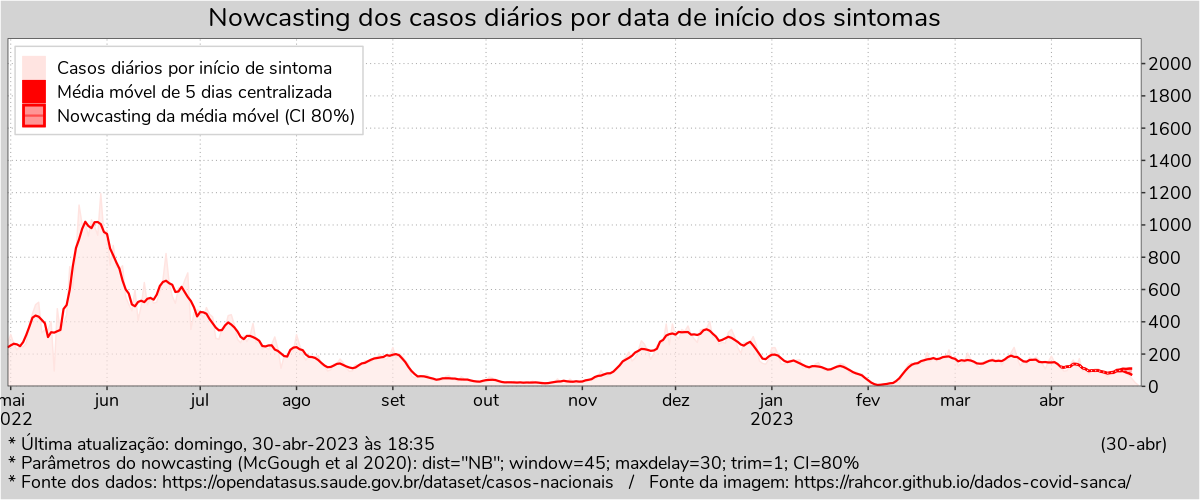 Nowcasting dos casos diários por data de início dos sintomas
Casos diários por início de sintoma
Média móvel de 5 dias centralizada
Nowcasting da média móvel (CI 80%)
2000
1800
1600
1400
1200
1000
800
600
400
200
0
mai jun jul ago set out nov dez jan fev mar abr
022 2023
* Última atualização: domingo, 30-abr-2023 às 18:35 (30-abr)
* Parâmetros do nowcasting (McGough et al 2020): dist="NB"; window=45; maxdelay=30; trim=1; CI=80%
* Fonte dos dados: https://opendatasus.saude.gov.br/dataset/casos-nacionais / Fonte da imagem: https://rahcor.github.io/dados-covid-sanca/